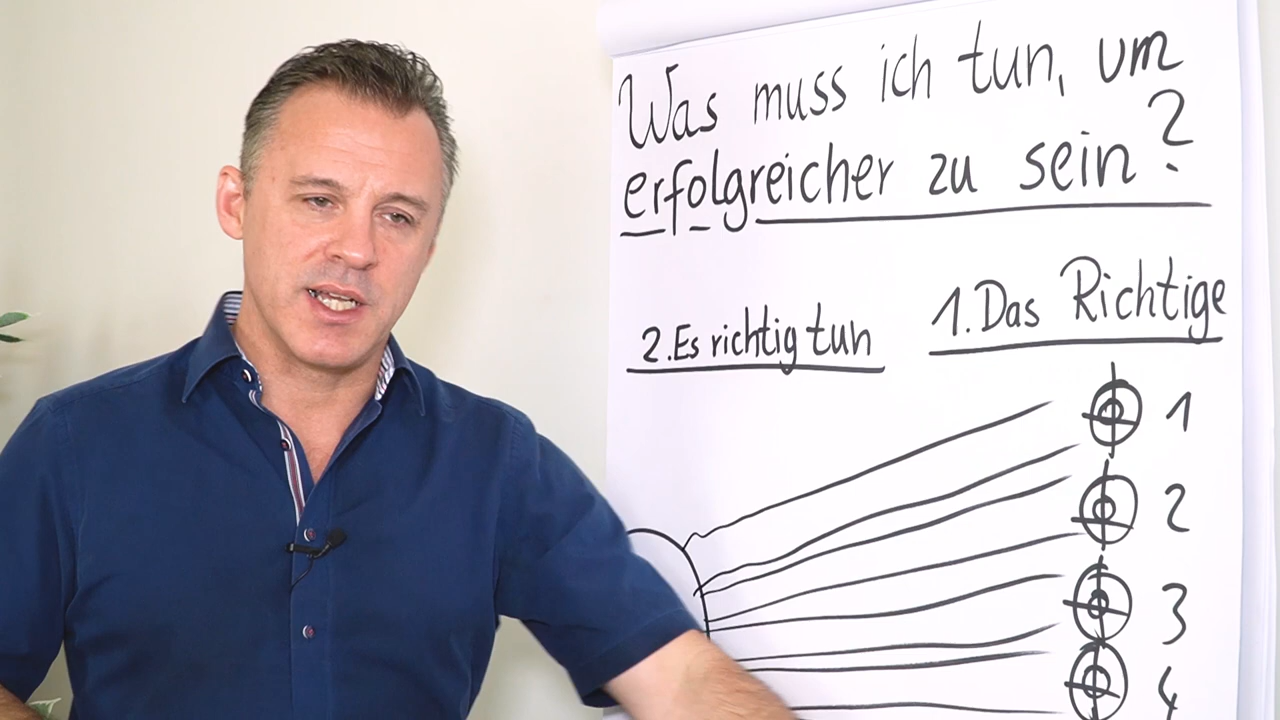 Was muss ich tun, um
erfolgreicher zu sein?
2. Es richtig tun
1. Das Richtige
1
2
3
4